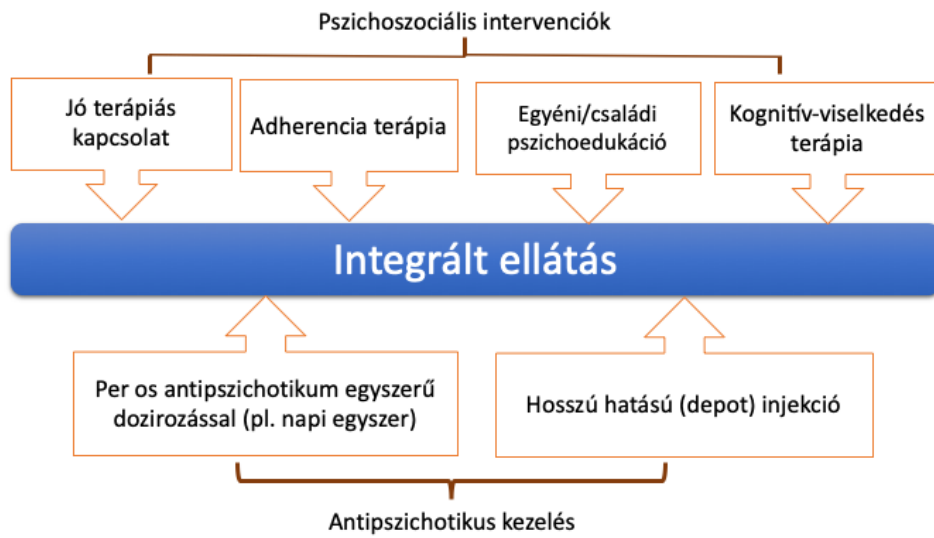 Pszichoszociális intervenciók
Jó terápiás
kapcsolat
Adherencia terápia
Egyéni/családi
pszichoedukáció
Kognitív-viselkedés
terápia
Integrált ellátás
Per os antipszichotikum egyszerű
dozirozással (pl. napi egyszer)
Hosszú hatású (depot) injekció
Antipszichotikus kezelés